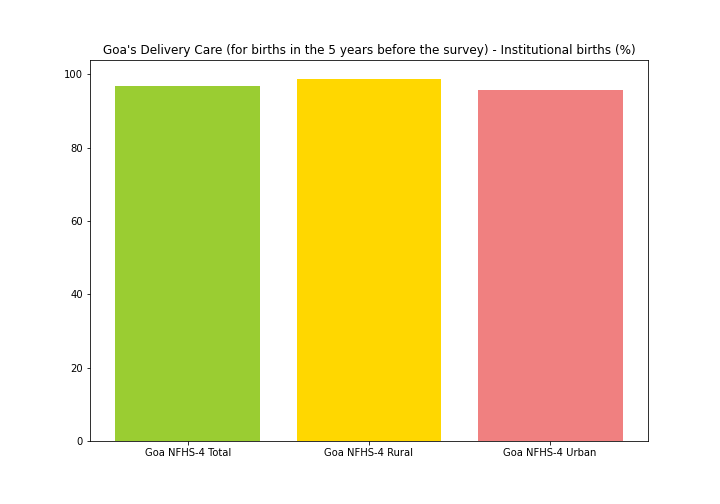 Goa's Delivery Care (for births in the 5 years before the survey) - Institutional births (%)
100
80
60
40
20
0
Goa NFHS-4 Total
Goa NFHS-4 Rural
Goa NFHS-4 Urban